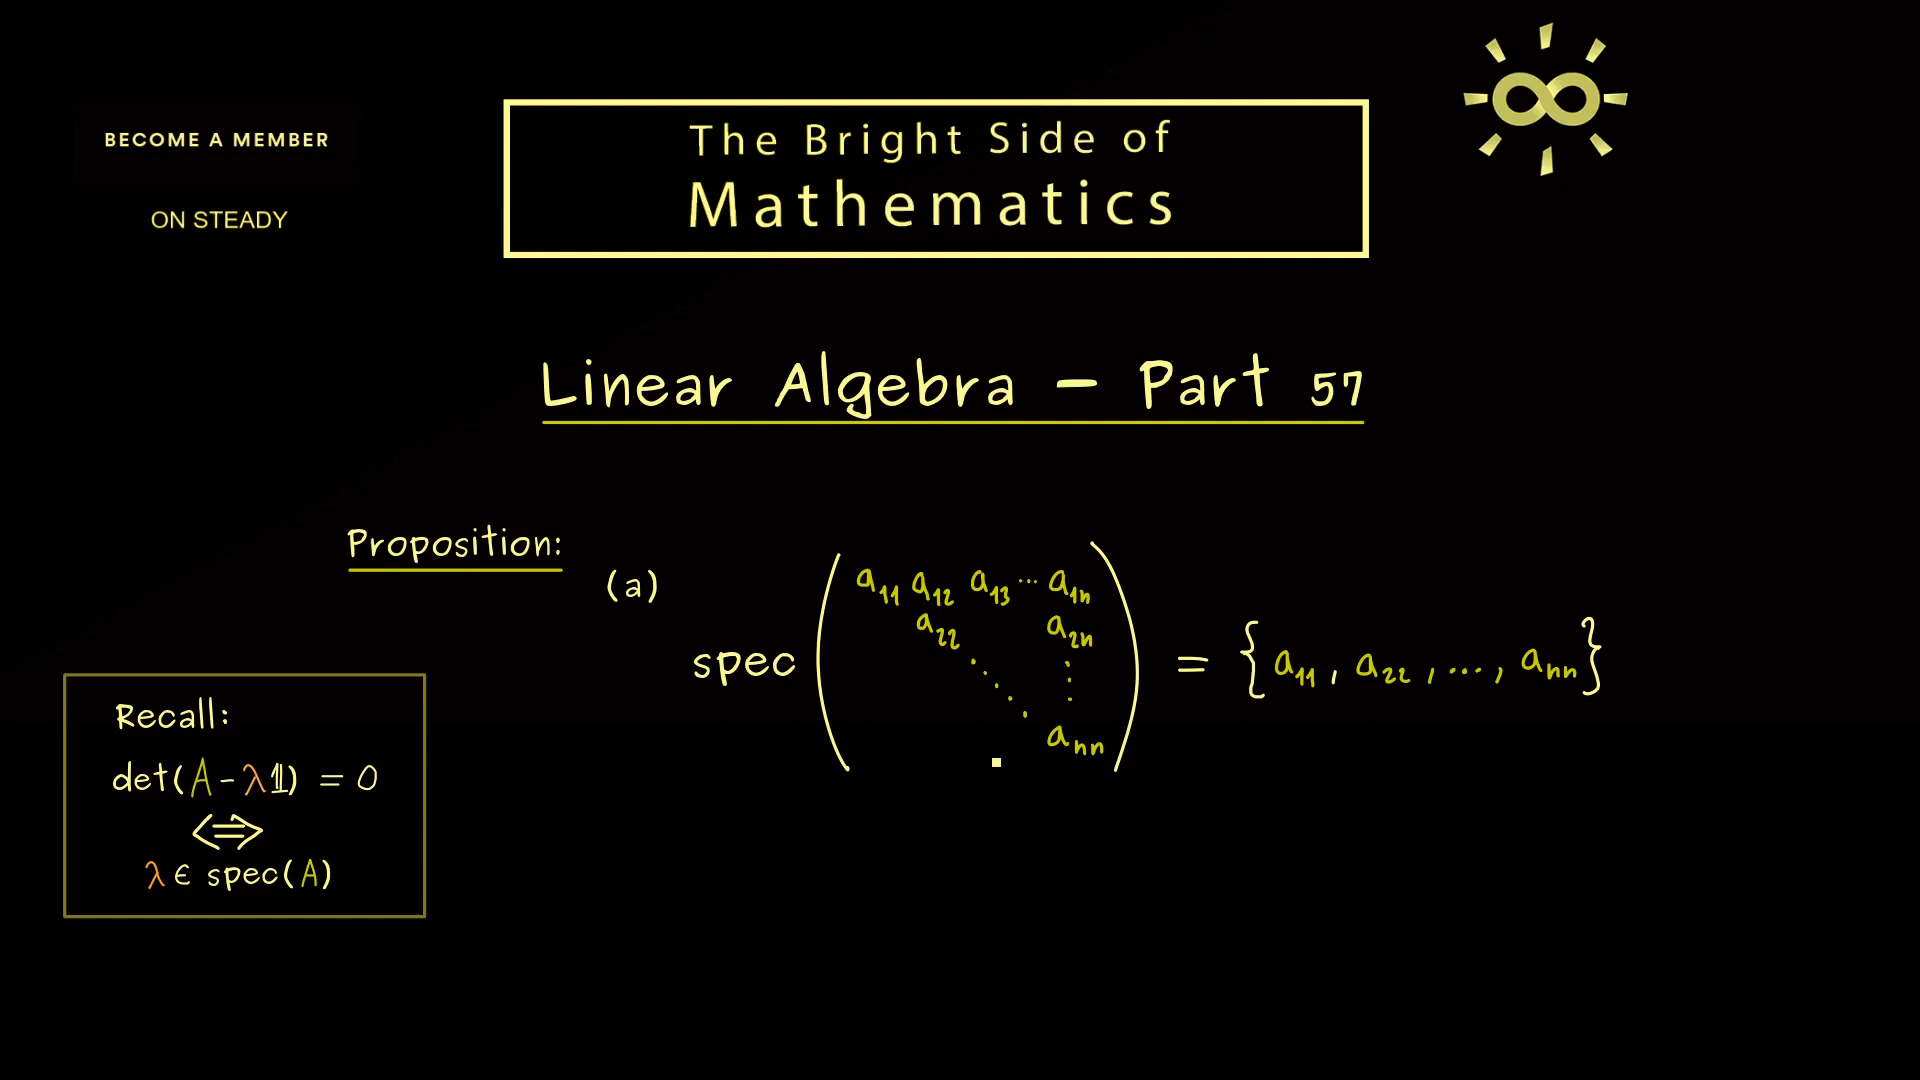 BECOME A MEMBER
ON STEADY
The Bright Side of
Mathematics
Linear Algebra – Part 57
Proposition:
(a)
spec ( a₁₁ a₁₂ a₁₃ ⋯ a₁ₙ
a₂₂ a₂ₙ
⋱ ⋮
aₙₙ ) = { a₁₁ , a₂₂ , … , aₙₙ }
Recall:
det(A - λ𝟙) = 0
⟺
λ ∈ spec(A)